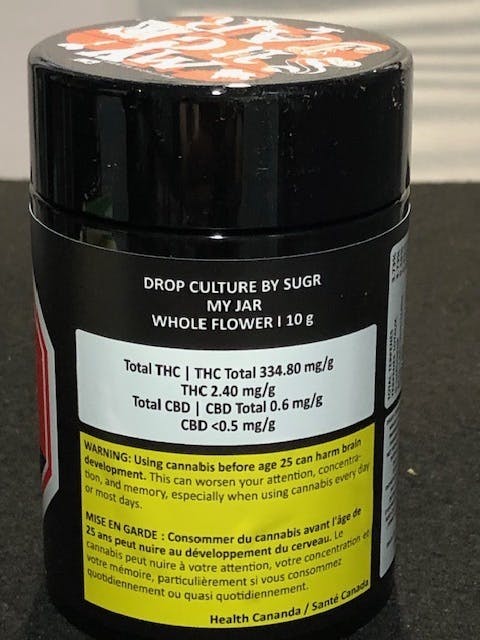 MY
JAR
DROP CULTURE BY SUGR
MY JAR
WHOLE FLOWER I 10 g
Total THC | THC Total 334.80 mg/g
THC 2.40 mg/g
Total CBD | CBD Total 0.6 mg/g
CBD <0.5 mg/g
WARNING: Using cannabis before age 25 can harm brain
development. This can worsen your attention, concentra-
tion, and memory, especially when using cannabis every day
or most days.
MISE EN GARDE : Consommer du cannabis avant l'âge de
25 ans peut nuire au développement du cerveau. Le
cannabis peut nuire à votre attention, votre concentration et
votre mémoire, particulièrement si vous consommez
quotidiennement ou quasi quotidiennement.
Health Cananda / Santé Canada